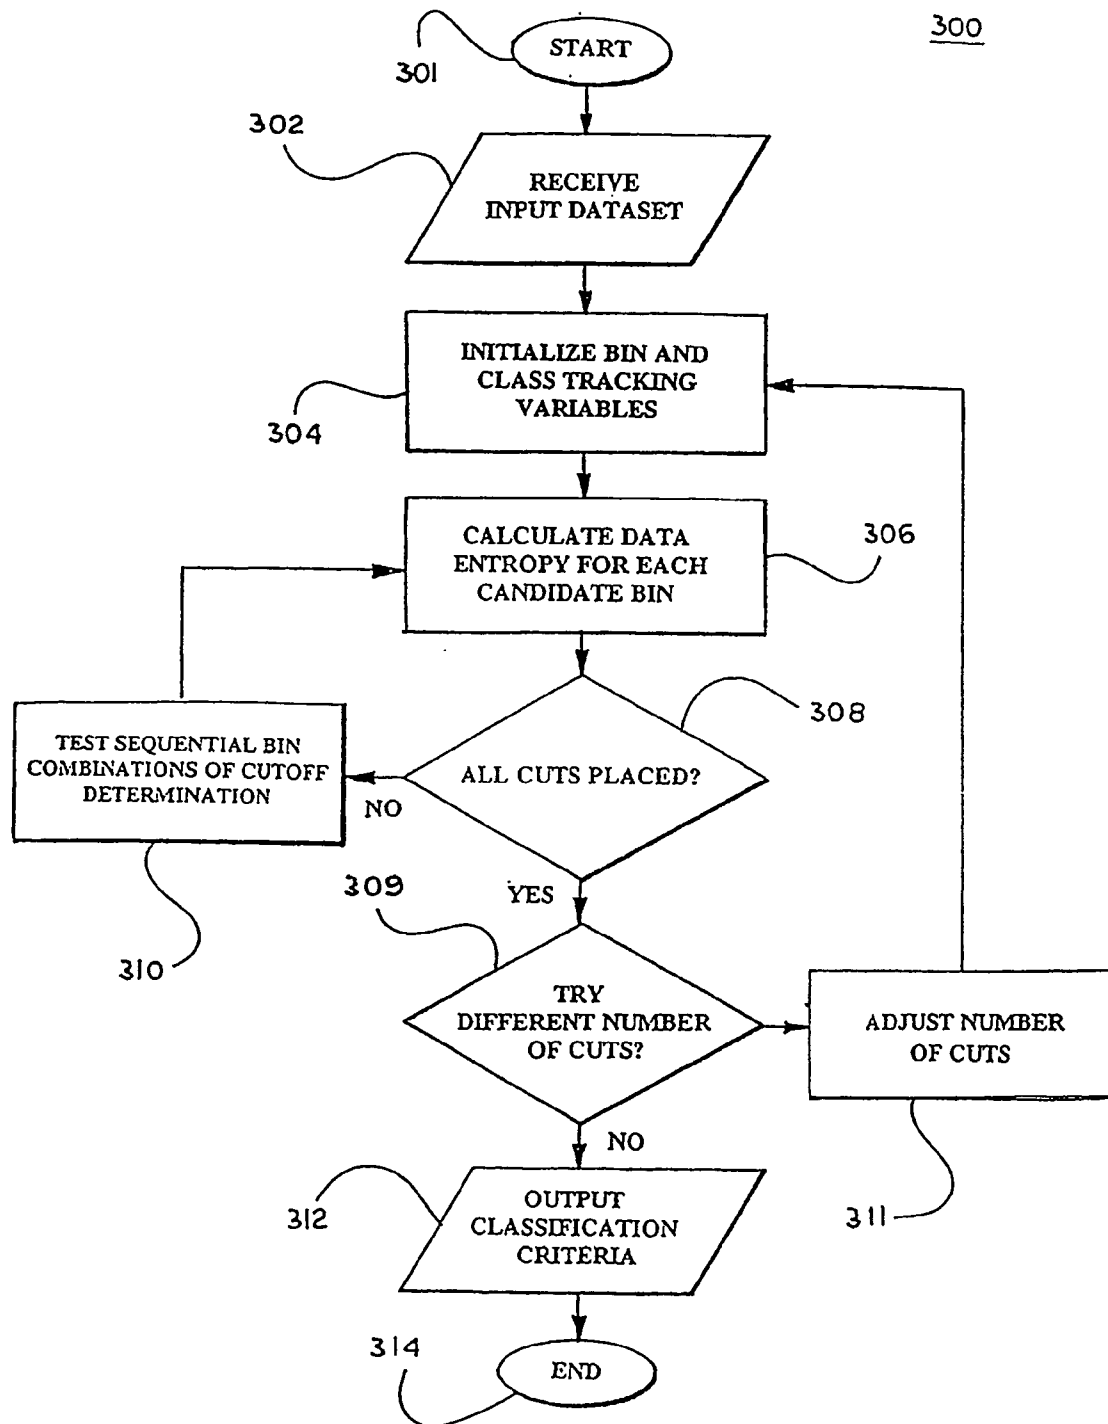 300
START
301
302
RECEIVE
INPUT DATASET
INITIALIZE BIN AND
CLASS TRACKING
VARIABLES
304
CALCULATE DATA
ENTROPY FOR EACH
CANDIDATE BIN
306
308
TEST SEQUENTIAL BIN
COMBINATIONS OF CUTOFF
DETERMINATION
ALL CUTS PLACED?
NO
310
YES
309
TRY
DIFFERENT NUMBER
OF CUTS?
ADJUST NUMBER
OF CUTS
311
NO
312
OUTPUT
CLASSIFICATION
CRITERIA
314
END